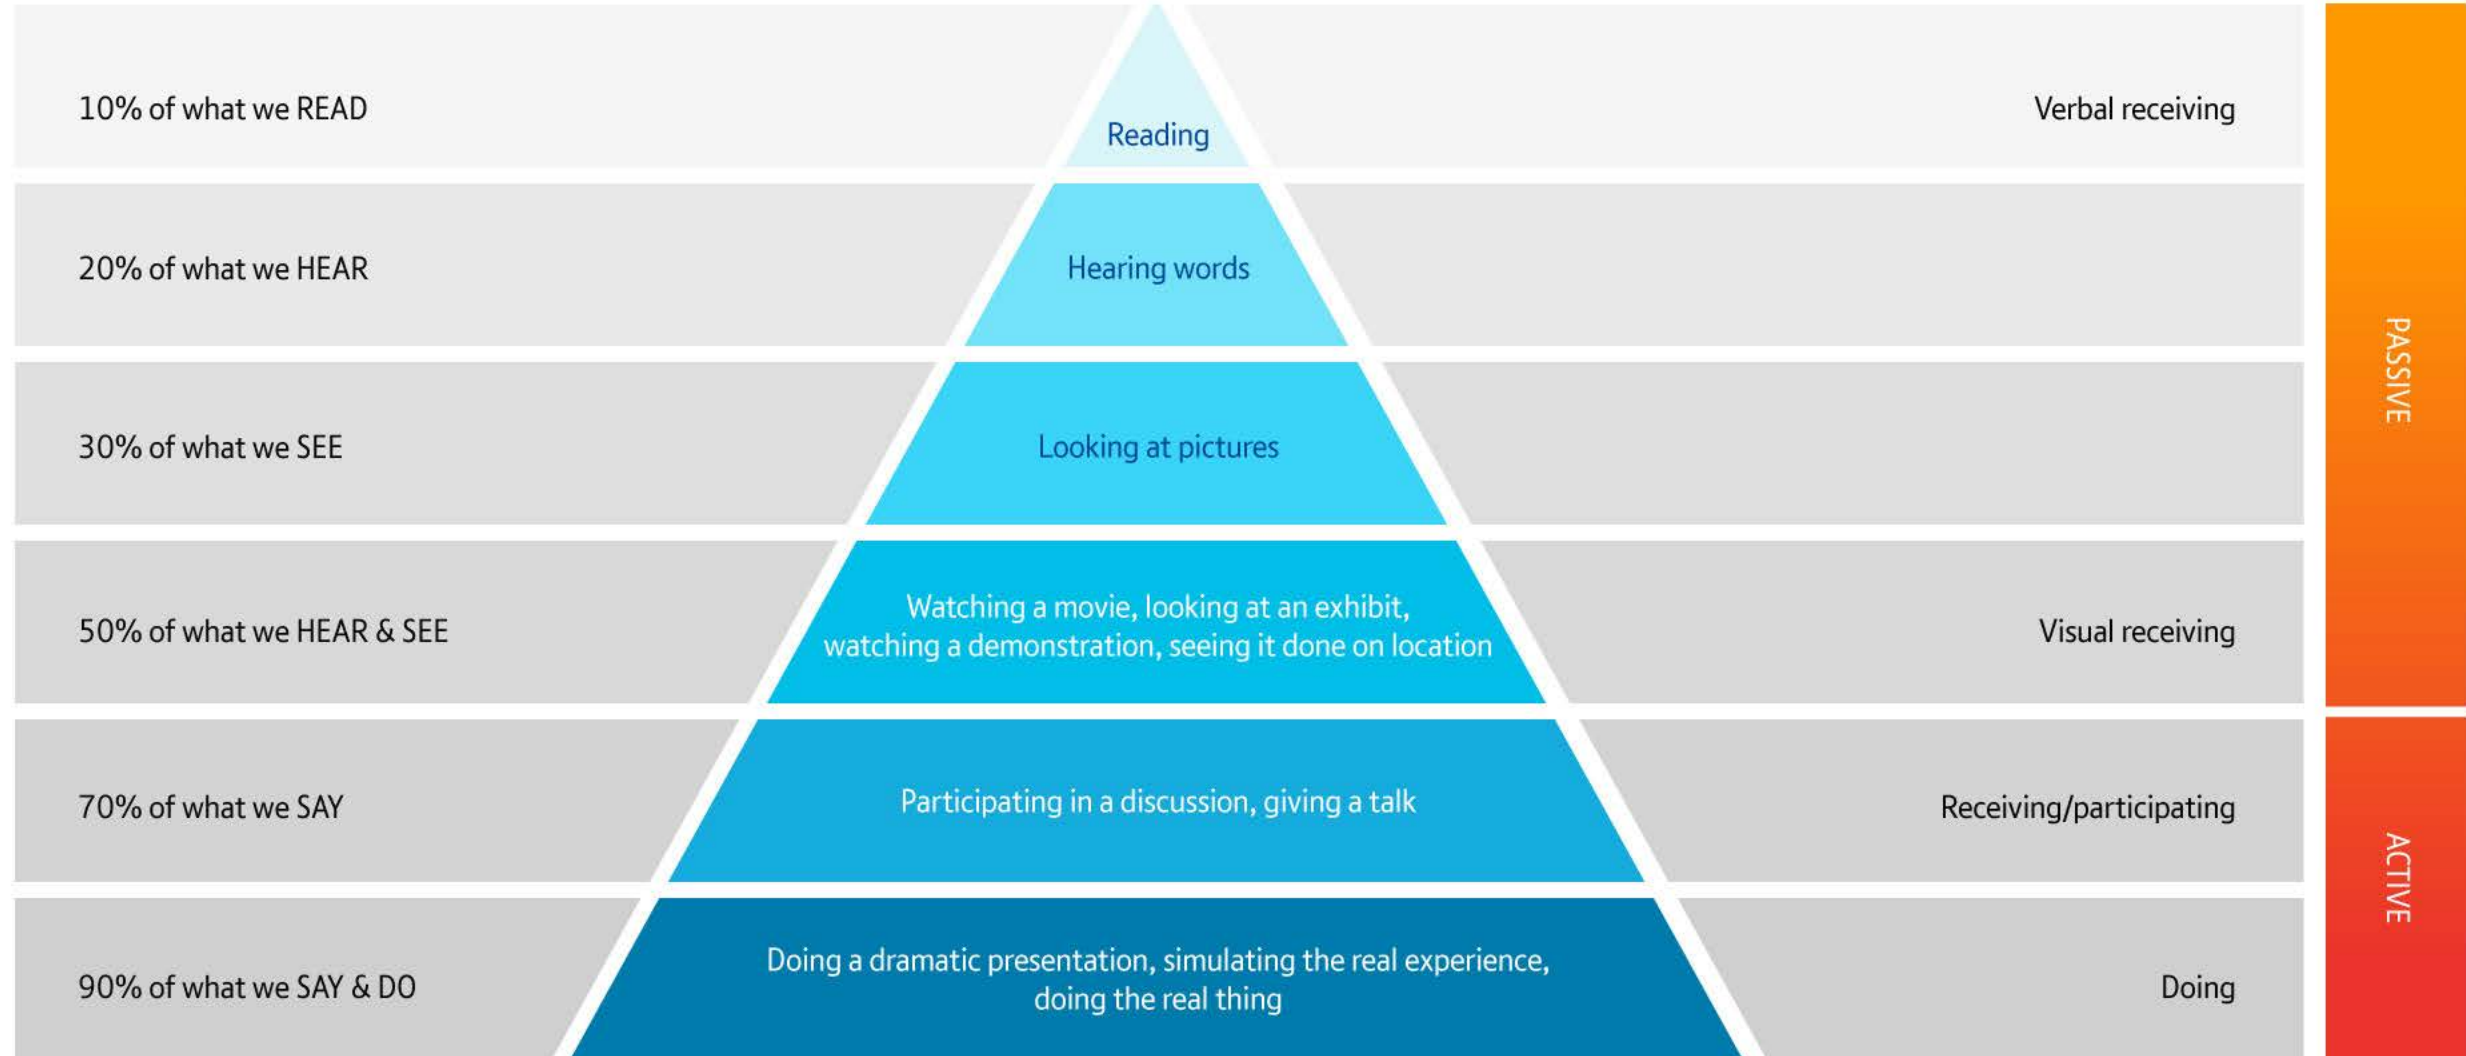 10% of what we READ
Reading
Verbal receiving
20% of what we HEAR
Hearing words
30% of what we SEE
Looking at pictures
50% of what we HEAR & SEE
Watching a movie, looking at an exhibit,
watching a demonstration, seeing it done on location
Visual receiving
70% of what we SAY
Participating in a discussion, giving a talk
Receiving/participating
90% of what we SAY & DO
Doing a dramatic presentation, simulating the real experience,
doing the real thing
Doing
PASSIVE
ACTIVE